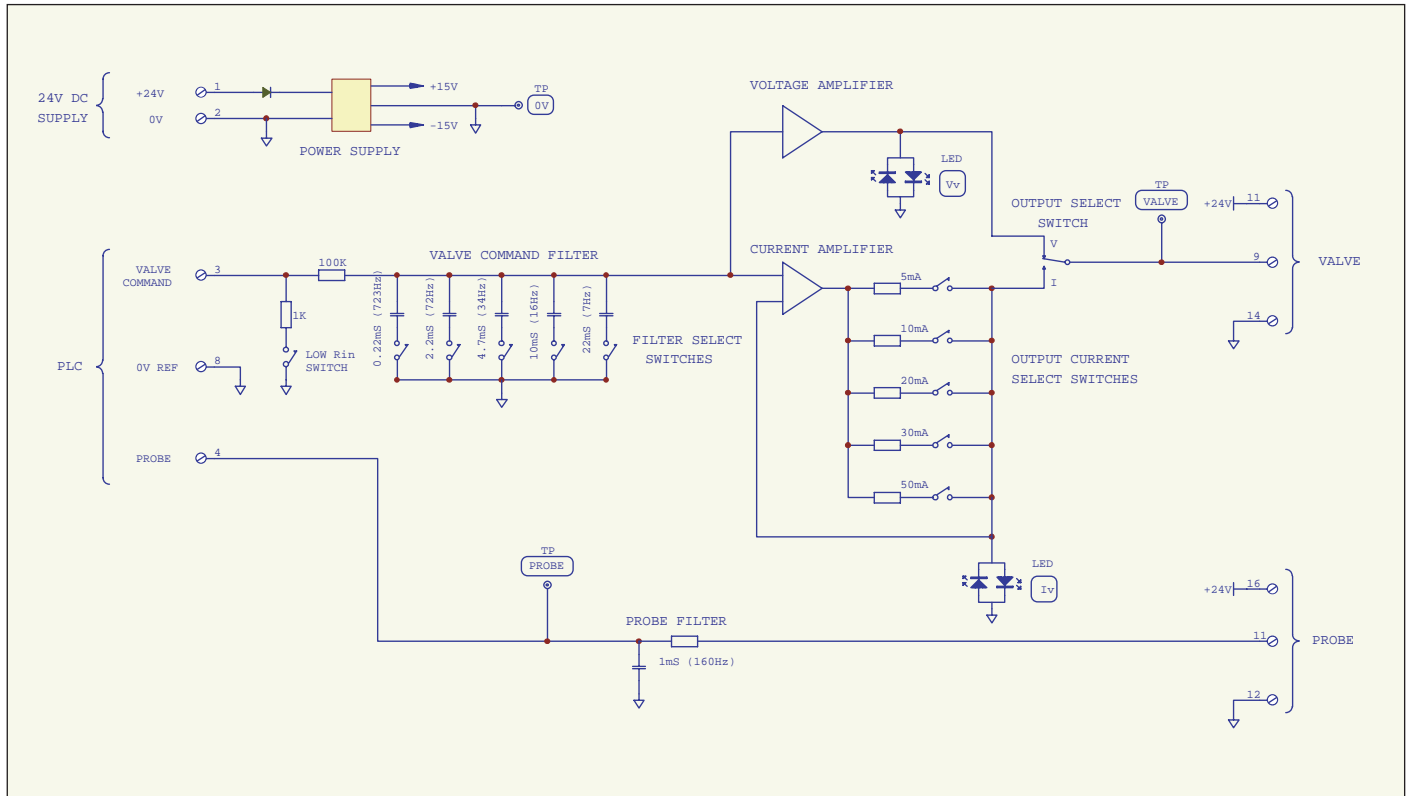 24V DC
SUPPLY
+24V
1
0V
2
+15V
-15V
TP
0V
POWER SUPPLY
VOLTAGE AMPLIFIER
LED
Vv
OUTPUT SELECT
SWITCH
V
I
TP
VALVE
+24V
11
9
14
VALVE
PLC
VALVE
COMMAND
3
100K
1K
LOW Rin
SWITCH
0V REF
8
PROBE
4
VALVE COMMAND FILTER
0.22mS (723Hz)
2.2mS (72Hz)
4.7mS (34Hz)
10mS (16Hz)
22mS (7Hz)
FILTER SELECT
SWITCHES
CURRENT AMPLIFIER
5mA
10mA
20mA
30mA
50mA
OUTPUT CURRENT
SELECT SWITCHES
LED
Iv
TP
PROBE
PROBE FILTER
1mS (160Hz)
+24V
16
11
12
PROBE